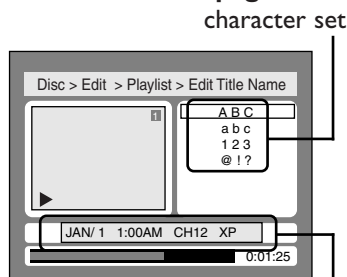 character set
Disc > Edit > Playlist > Edit Title Name
1
A B C
a b c
1 2 3
@ ! ?
JAN/ 1 1:00AM CH12 XP
0:01:25